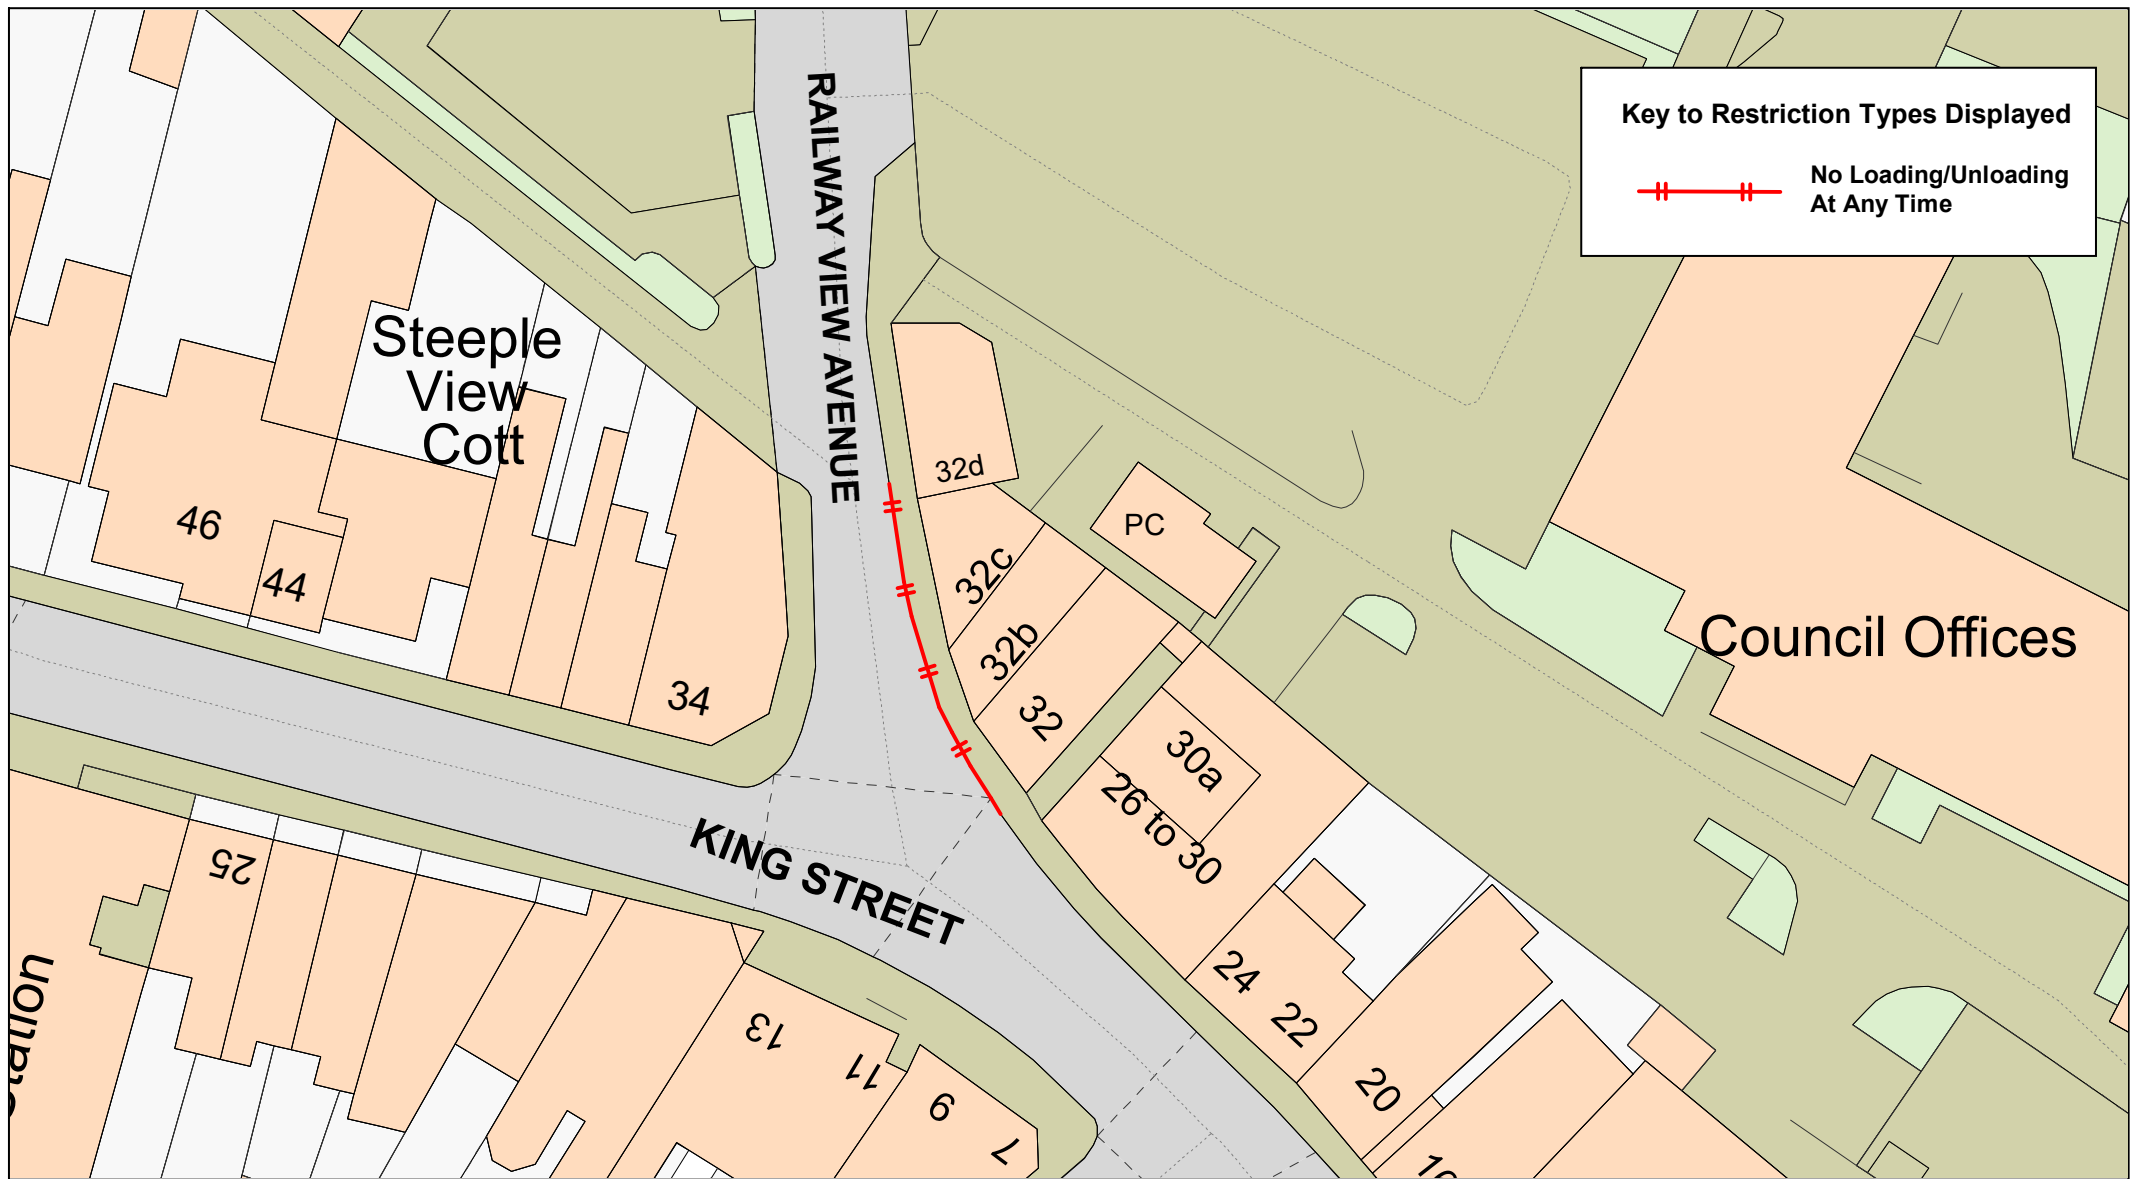 RAILWAY VIEW AVENUE
Key to Restriction Types Displayed
No Loading/Unloading
At Any Time
Steeple
View
Cott
32d
PC
46
44
32c
32b
32
34
Council Offices
30a
26 to 30
KING STREET
25
24
22
20
13
11
9
7